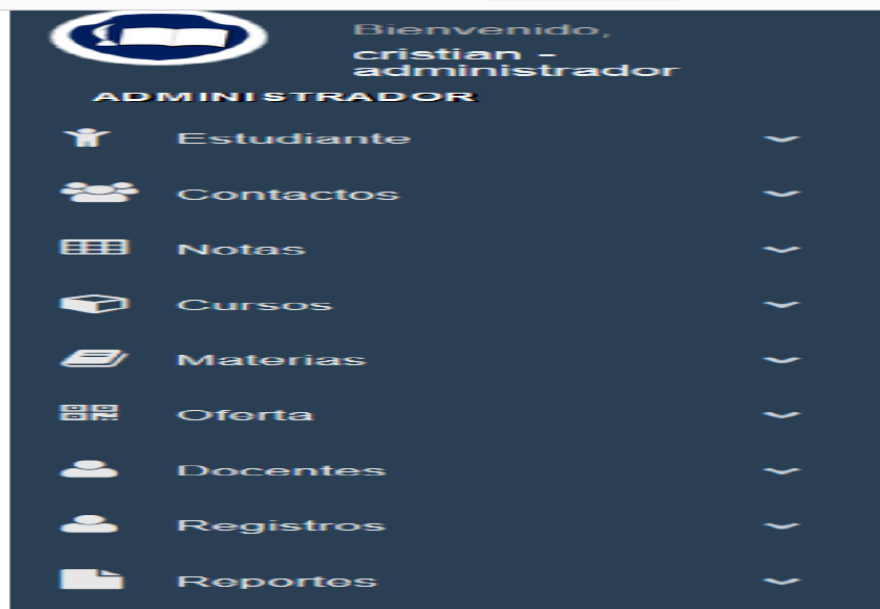 Bienvenido,
cristian -
administrador
ADMINISTRADOR
Estudiante
Contactos
Notas
Cursos
Materias
Oferta
Docentes
Registros
Reportes